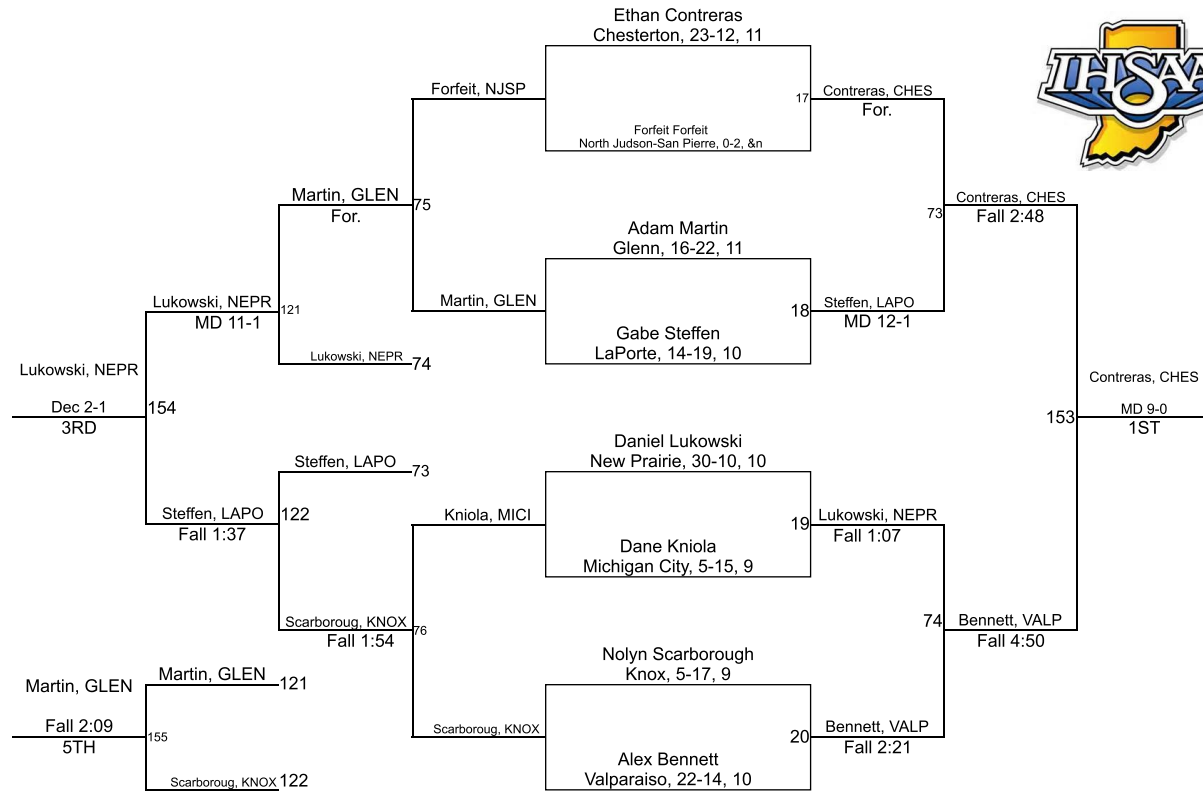 Ethan Contreras
Chesterton, 23-12, 11
IHSAA
Forfeit, NJSP
17
Contreras, CHES
For.
Forfeit Forfeit
North Judson-San Pierre, 0-2, &n
Martin, GLEN
For.
75
Contreras, CHES
Fall 2:48
73
Adam Martin
Glenn, 16-22, 11
Lukowski, NEPR
MD 11-1
121
Martin, GLEN
18
Steffen, LAPO
MD 12-1
Gabe Steffen
LaPorte, 14-19, 10
Lukowski, NEPR
74
Lukowski, NEPR
Dec 2-1
3RD
154
Contreras, CHES
153
MD 9-0
1ST
Daniel Lukowski
New Prairie, 30-10, 10
Steffen, LAPO
73
Steffen, LAPO
Fall 1:37
122
Kniola, MICI
19
Lukowski, NEPR
Fall 1:07
Dane Kniola
Michigan City, 5-15, 9
Scarboroug, KNOX
Fall 1:54
76
74
Bennett, VALP
Fall 4:50
Nolyn Scarborough
Knox, 5-17, 9
Martin, GLEN
Martin, GLEN
121
Fall 2:09
5TH
155
Scarboroug, KNOX
20
Bennett, VALP
Fall 2:21
Alex Bennett
Valparaiso, 22-14, 10
Scarboroug, KNOX
122